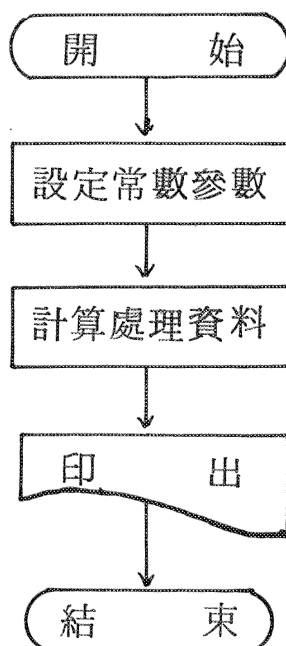 開 始
設定常數參數
計算處理資料
印 出
結 束